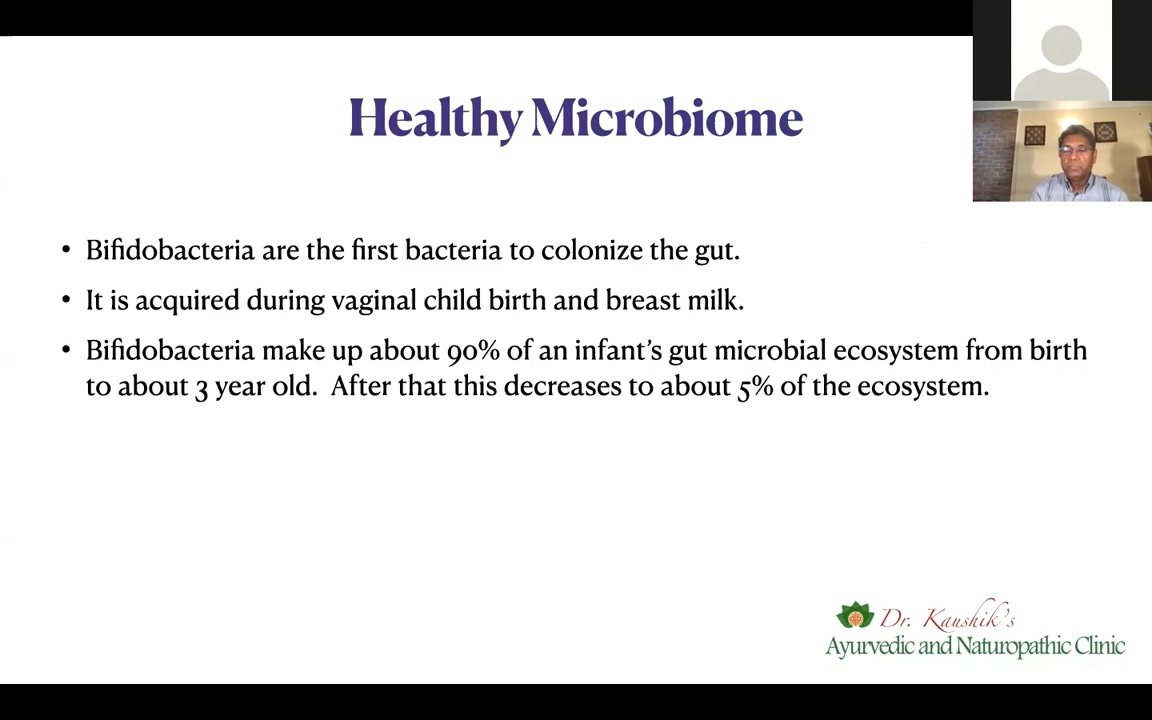 Healthy Microbiome
• Bifidobacteria are the first bacteria to colonize the gut.
• It is acquired during vaginal child birth and breast milk.
• Bifidobacteria make up about 90% of an infant’s gut microbial ecosystem from birth
to about 3 year old.  After that this decreases to about 5% of the ecosystem.
Dr. Kaushik's
Ayurvedic and Naturopathic Clinic